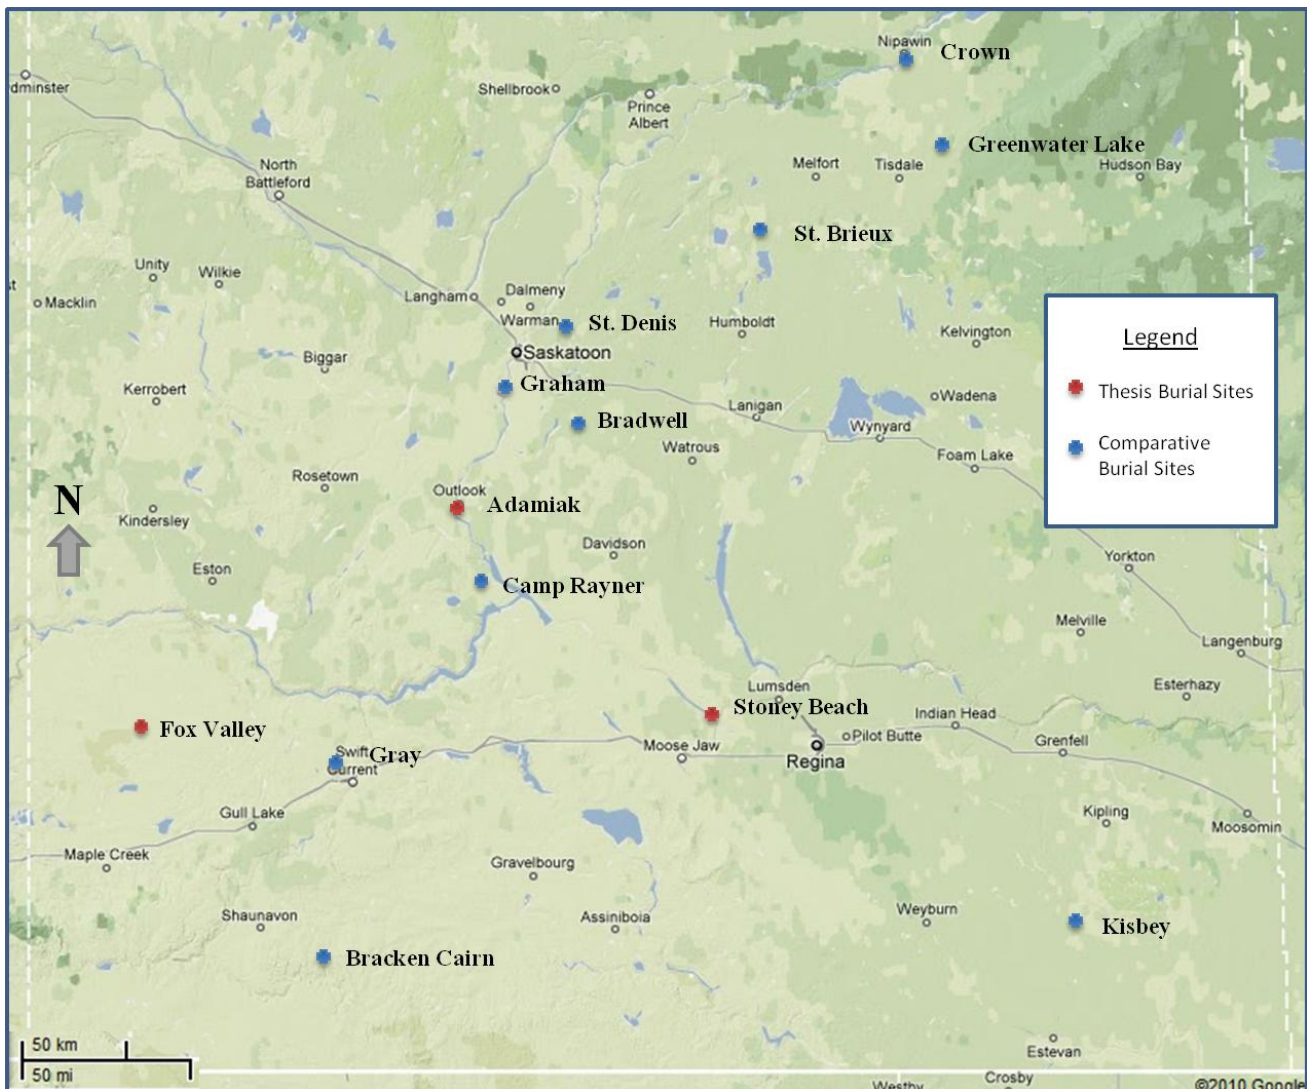 Nipawin
Crown
dminster
Shellbrook
Prince
Albert
Greenwater Lake
North
Battleford
Melfort
Tisdale
Hudson Bay
St. Brieux
Unity
Wilkie
st
Macklin
Langham
Dalmeny
Warman
St. Denis
Humboldt
Kelvington
Saskatoon
Biggar
Graham
Kerrobert
Bradwell
Lanigan
Wadena
Wynyard
Watrous
Foam Lake
Legend
Thesis Burial Sites
Comparative
Burial Sites
Rosetown
Outlook
Adamiak
N
Kindersley
Davidson
Eston
Camp Rayner
Yorkton
Melville
Langenburg
Lumsden
Esterhazy
Stoney Beach
Indian Head
Fox Valley
Pilot Butte
Moose Jaw
Grenfell
Regina
Swift
Current
Gray
Gull Lake
Kipling
Moosomin
Maple Creek
Gravelbourg
Shaunavon
Assiniboia
Weyburn
Kisbey
Bracken Cairn
50 km
50 mi
Estevan
Crosby
Westby
©2010 Google